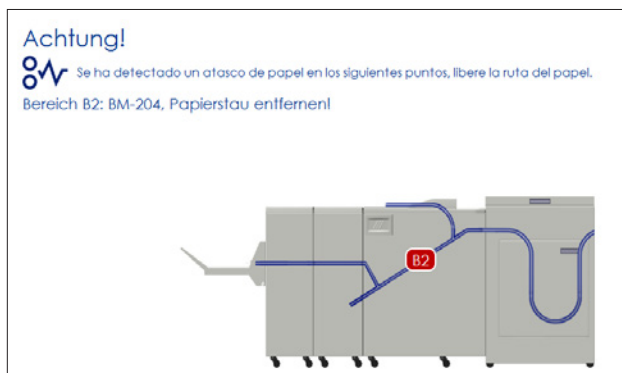 Achtung!
Se ha detectado un atasco de papel en los siguientes puntos, libere la ruta del papel.
Bereich B2: BM-204, Papierstau entfernen!
B2